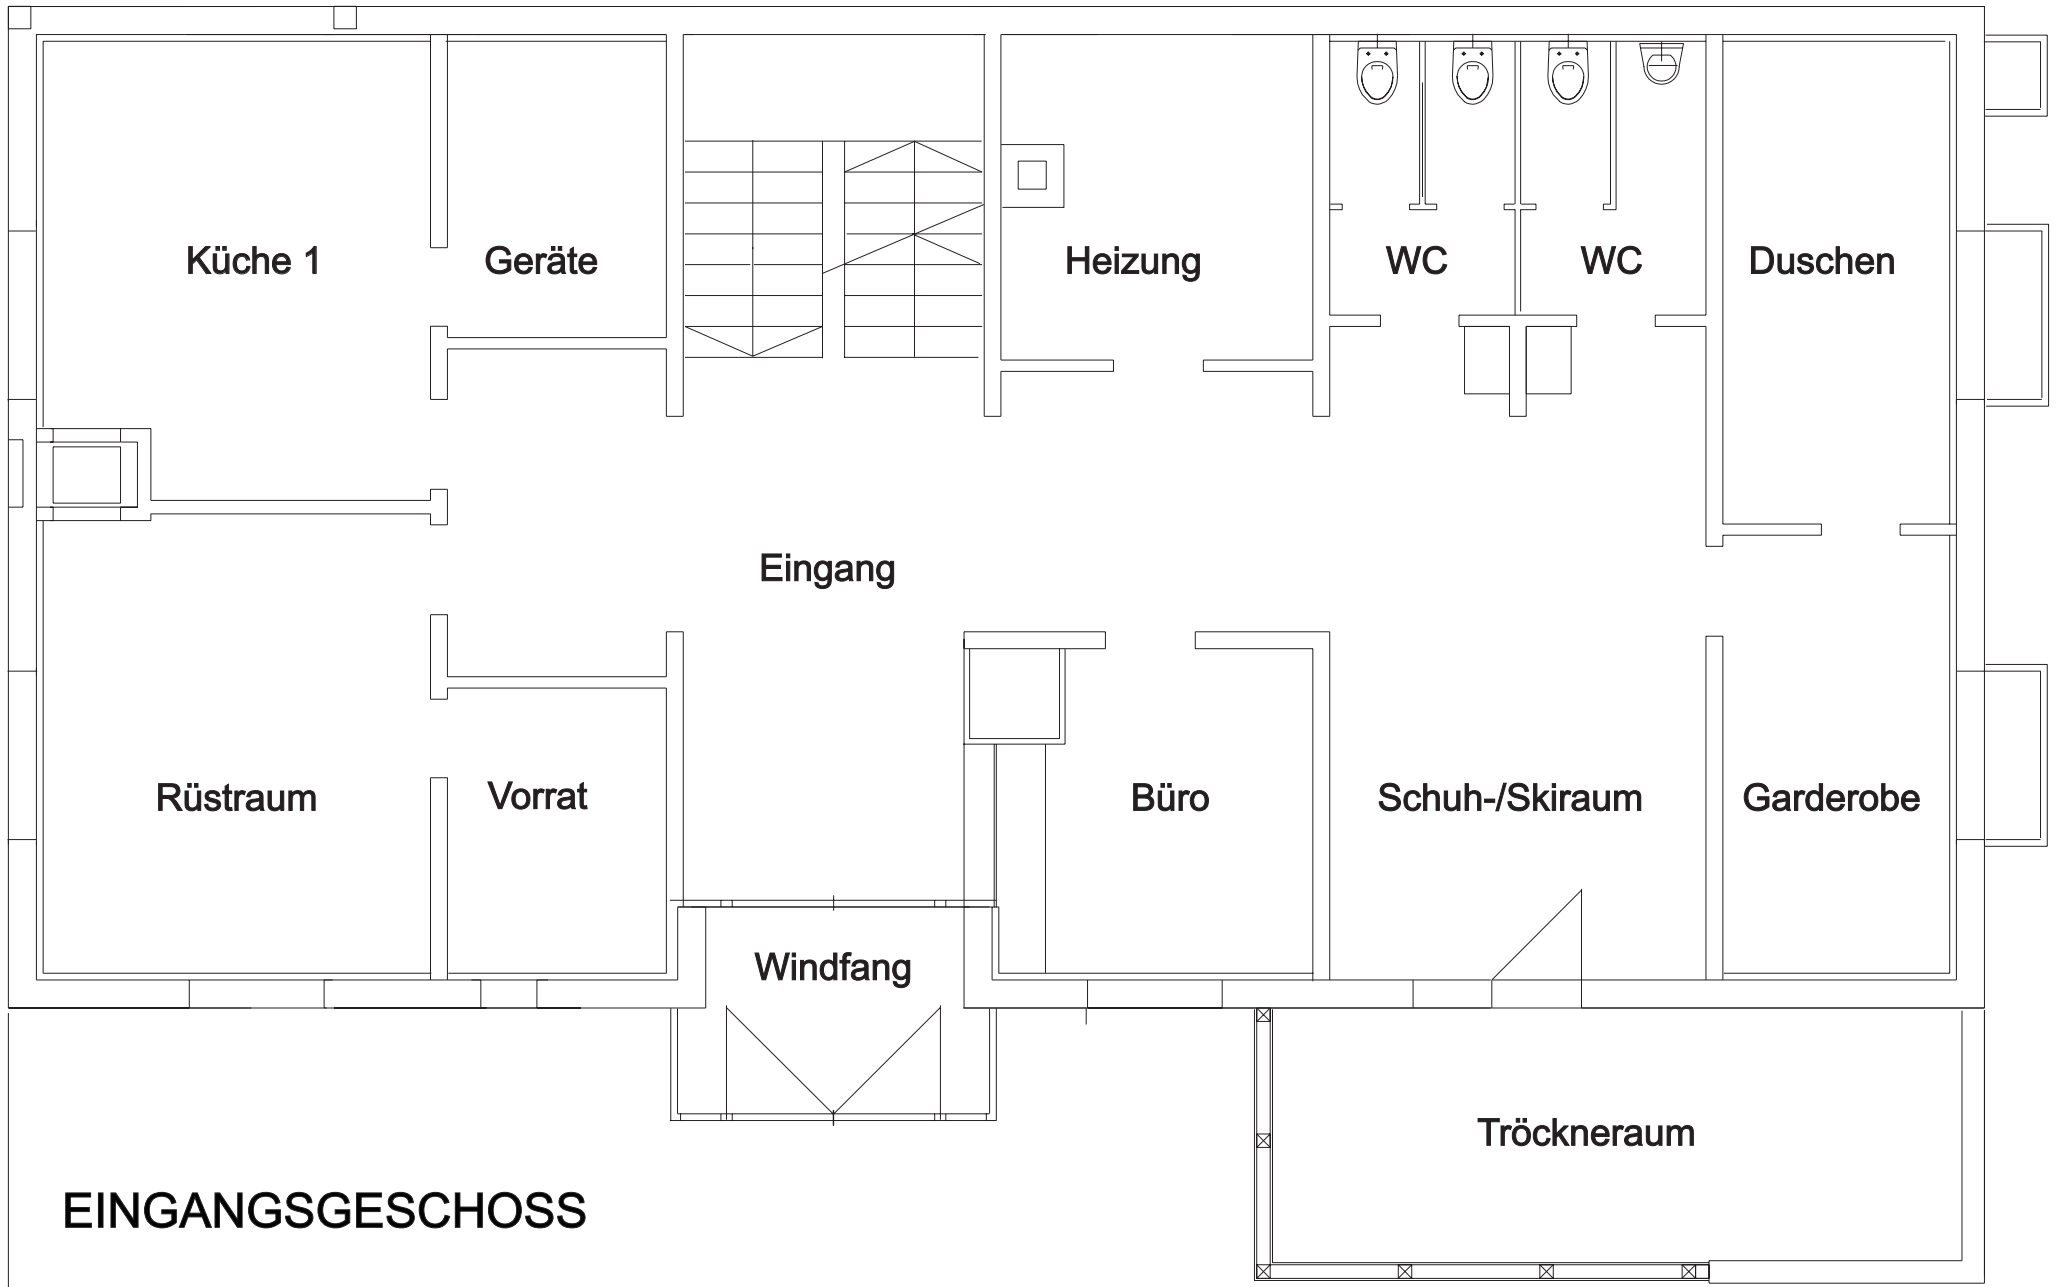 Küche 1
Geräte
Heizung
WC
WC
Duschen
Eingang
Rüstraum
Vorrat
Büro
Schuh-/Skiraum
Garderobe
Windfang
Tröckneraum
EINGANGSGESCHOSS